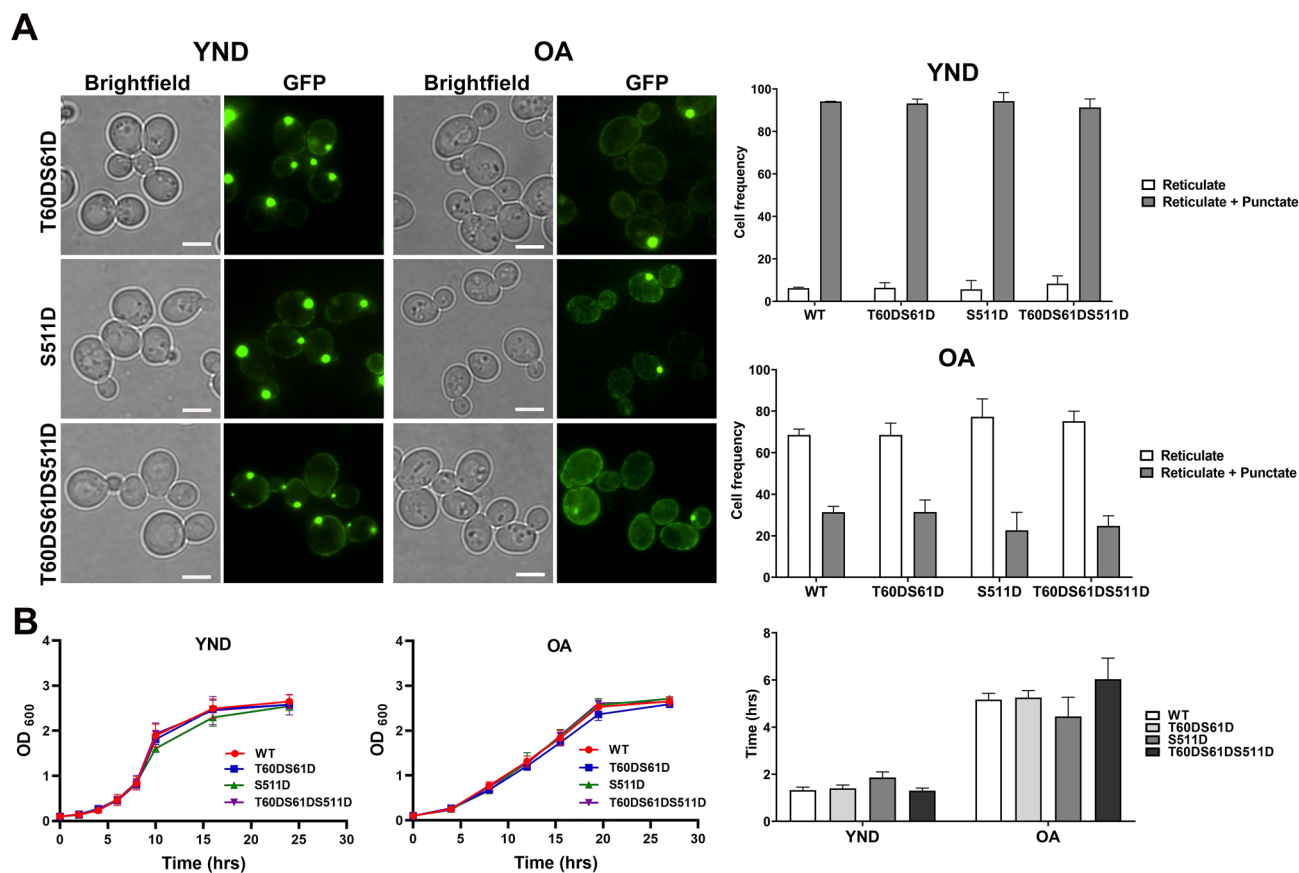 A
YND
OA
Brightfield
GFP
Brightfield
GFP
T60DS61D
S511D
T60DS61DS511D
YND
Cell frequency
100
80
60
40
20
0
WT
T60DS61D
S511D
T60DS61DS511D
Reticulate
Reticulate + Punctate
OA
Cell frequency
100
80
60
40
20
0
WT
T60DS61D
S511D
T60DS61DS511D
Reticulate
Reticulate + Punctate
B
YND
OD 600
4
3
2
1
0
0 5 10 15 20 25 30
Time (hrs)
WT
T60DS61D
S511D
T60DS61DS511D
OA
OD 600
4
3
2
1
0
0 5 10 15 20 25 30
Time (hrs)
WT
T60DS61D
S511D
T60DS61DS511D
Time (hrs)
8
6
4
2
0
YND
OA
WT
T60DS61D
S511D
T60DS61DS511D